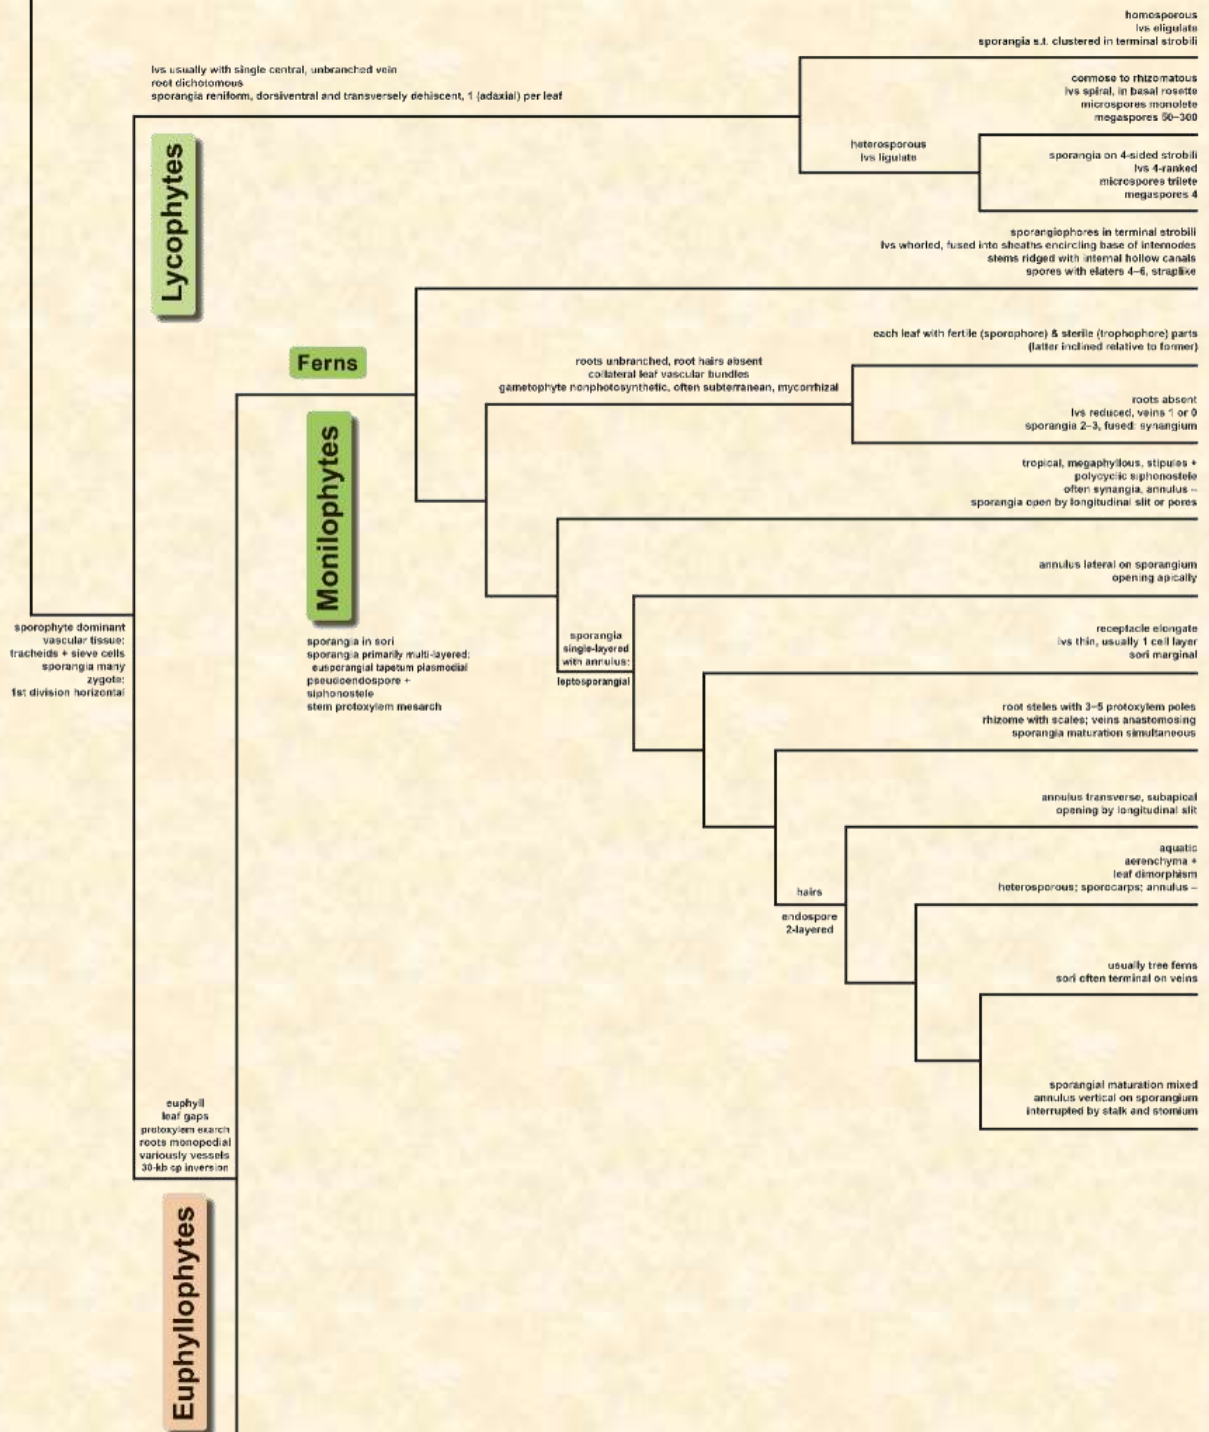 homosporous
lvs eligulate
sporangia s.t. clustered in terminal strobili
lvs usually with single central, unbranched vein
root dichotomous
sporangia reniform, dorsiventral and transversely dehiscent, 1 (adaxial) per leaf
cormose to rhizomatous
lvs spiral, in basal rosette
microspores monolete
megaspores 50–300
heterosporous
lvs ligulate
sporangia on 4-sided strobili
lvs 4-ranked
microspores trilete
megaspores 4
Lycophytes
sporangiophores in terminal strobili
lvs whorled, fused into sheaths encircling base of internodes
stems ridged with internal hollow canals
spores with elaters 4–6, straplike
Ferns
each leaf with fertile (sporophore) & sterile (trophophore) parts
(latter inclined relative to former)
roots unbranched, root hairs absent
collateral leaf vascular bundles
gametophyte nonphotosynthetic, often subterranean, mycorrhizal
roots absent
lvs reduced, veins 1 or 0
sporangia 2–3, fused: synangium
Monilophytes
tropical, megaphyllous, stipules +
polycyclic siphonostele
often synangia, annulus –
sporangia open by longitudinal slit or pores
annulus lateral on sporangium
opening apically
sporophyte dominant
vascular tissue:
tracheids + sieve cells
sporangia many
zygote:
1st division horizontal
sporangia in sori
sporangia primarily multi-layered:
eusporangial tapetum plasmodial
pseudoendospore +
siphonostele
stem protoxylem mesarch
sporangia
single-layered
with annulus:
leptosporangial
receptacle elongate
lvs thin, usually 1 cell layer
sori marginal
root steles with 3–5 protoxylem poles
rhizome with scales; veins anastomosing
sporangia maturation simultaneous
annulus transverse, subapical
opening by longitudinal slit
aquatic
aerenchyma +
leaf dimorphism
heterosporous; sporocarps; annulus –
hairs
endospore
2-layered
usually tree ferns
sori often terminal on veins
sporangial maturation mixed
annulus vertical on sporangium
interrupted by stalk and stomium
euphyll
leaf gaps
protoxylem exarch
roots monopodial
variously vessels
30-kb cp inversion
Euphyllophytes